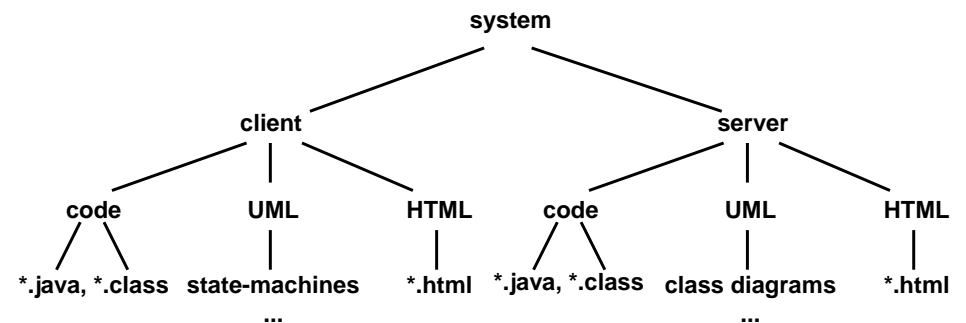 system
client server
code UML HTML code UML HTML
*.java, *.class state-machines *.html *.java, *.class class diagrams *.html
... ...